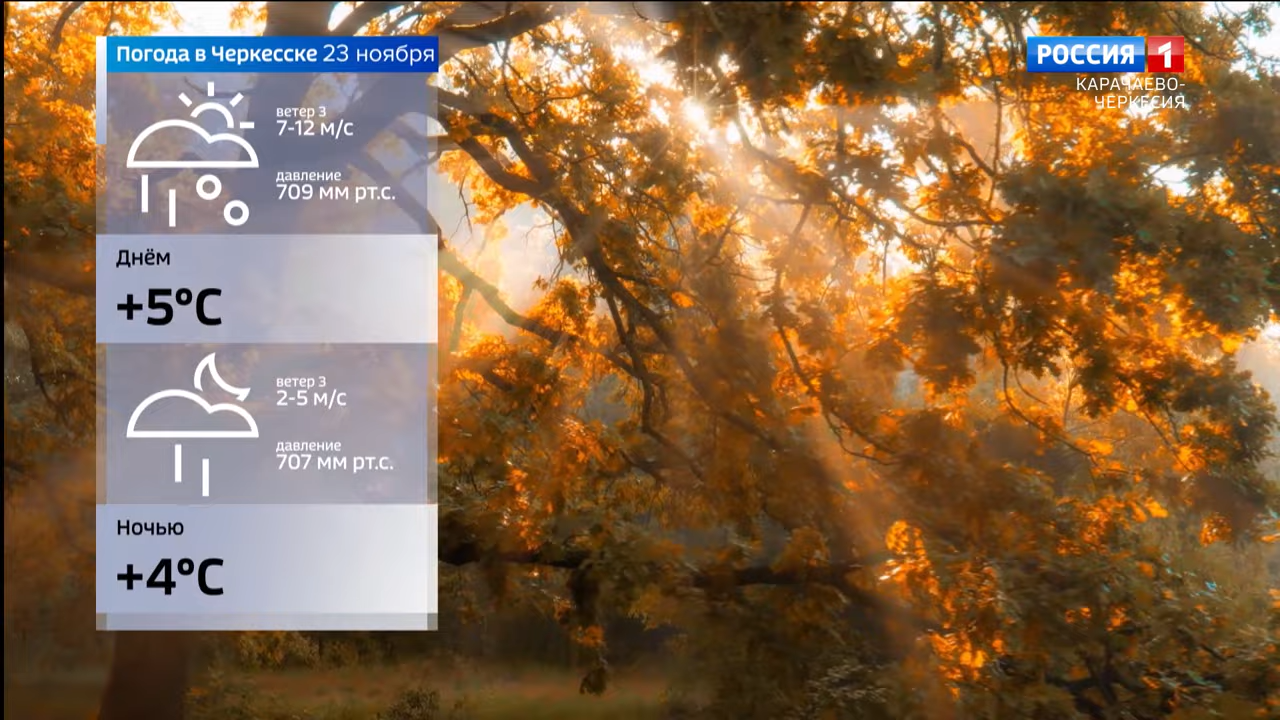 Погода в Черкесске 23 ноября
ветер З
7-12 м/с
давление
709 мм рт.с.
Днём
+5°C
ветер З
2-5 м/с
давление
707 мм рт.с.
Ночью
+4°C
РОССИЯ 1
КАРАЧАЕВО-
ЧЕРКЕСИЯ